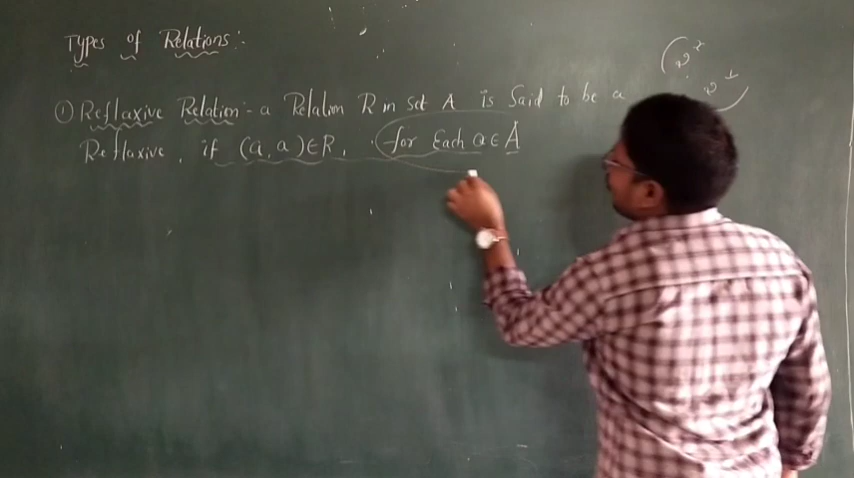 Types of Relations:-
① Reflaxive Relation:- a Relation R in set A is Said to be a
Reflaxive, if (a, a)∈R, for Each a∈A